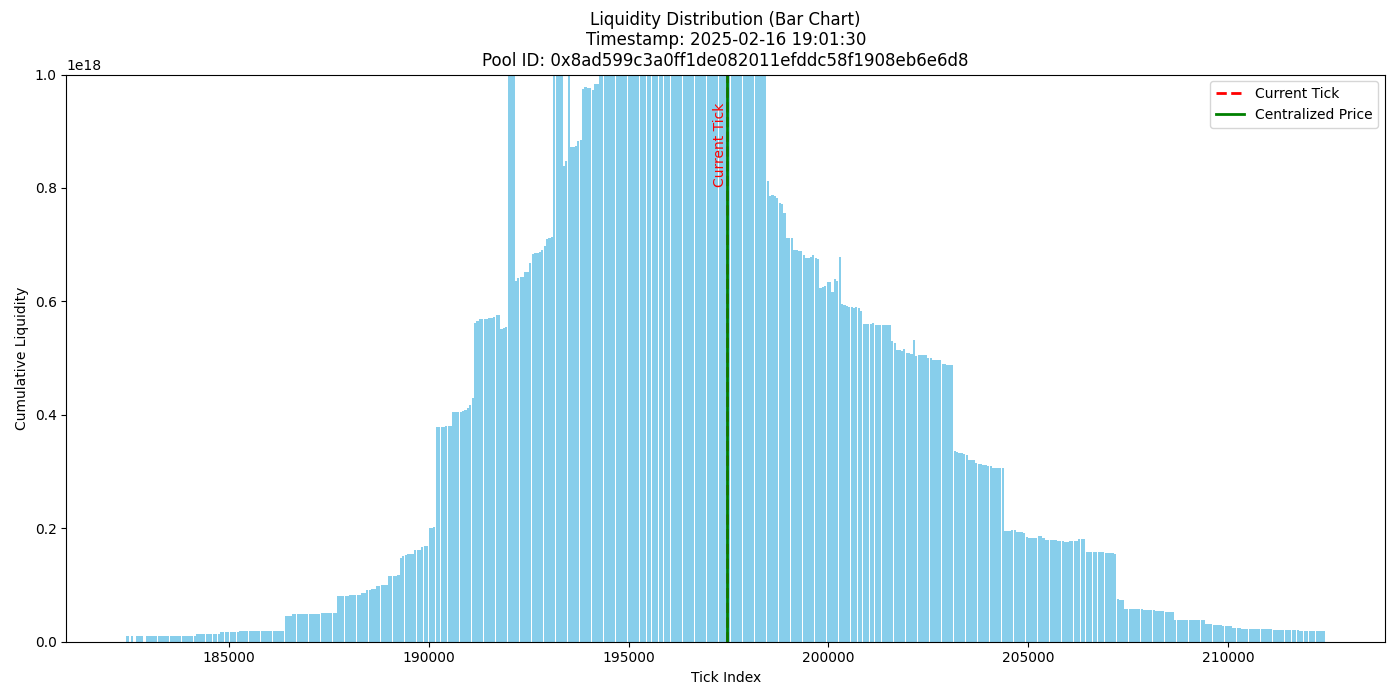 Liquidity Distribution (Bar Chart)
Timestamp: 2025-02-16 19:01:30
Pool ID: 0x8ad599c3a0ff1de082011efddc58f1908eb6e6d8
1e18
1.0
0.8
0.6
0.4
0.2
0.0
Cumulative Liquidity
Current Tick
Current Tick
Centralized Price
185000
190000
195000
200000
205000
210000
Tick Index